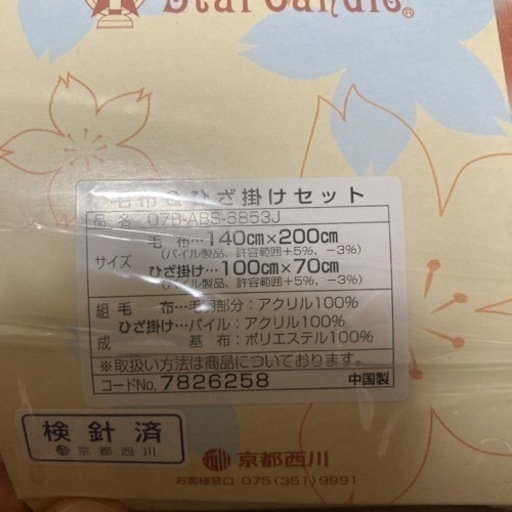 Star Candle®
毛布&ひざ掛けセット
品 名 07B-ABS-6853J
サイズ
毛 布…140cm×200cm
(パイル製品、許容範囲+5%、-3%)
ひざ掛け…100cm×70cm
(パイル製品、許容範囲+5%、-3%)
組 毛 布…毛羽部分：アクリル100%
ひざ掛け…パイル：アクリル100%
成 基 布：ポリエステル100%
※取扱い方法は商品についております。
コードNo. 7826258 中国製
検針済
京都西川
京都西川
お客様窓口 075(351)9991